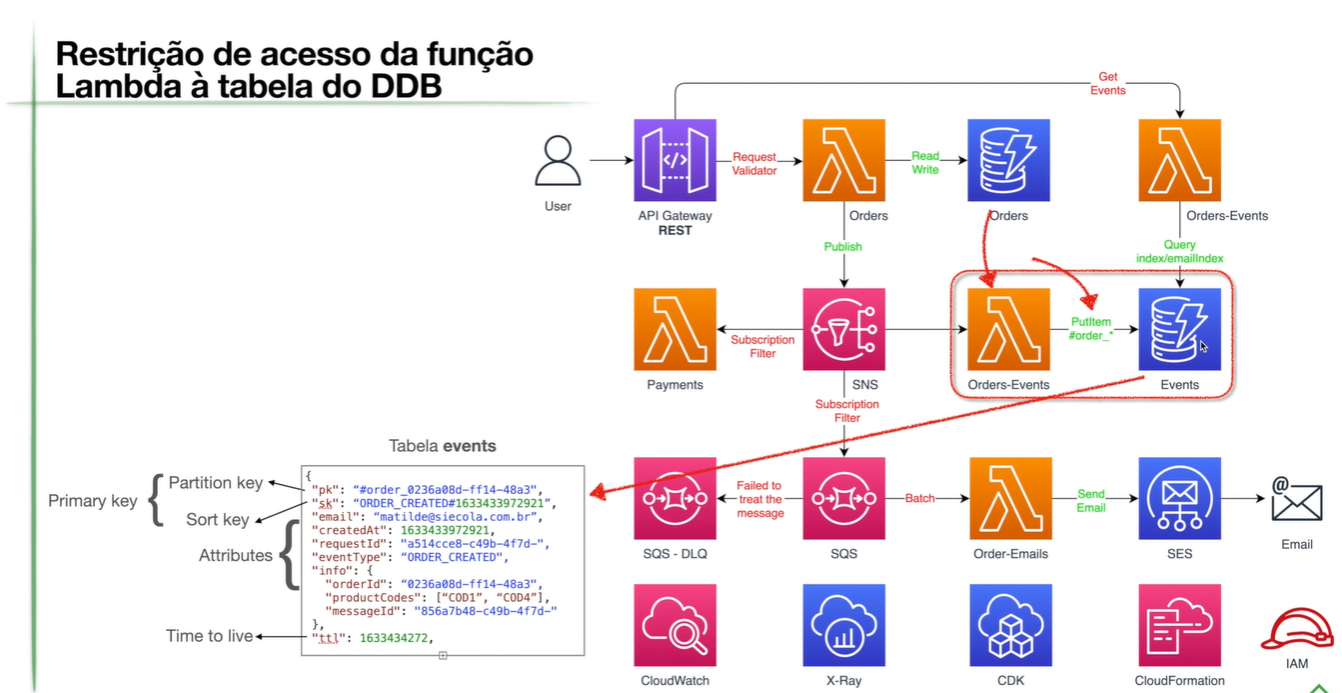 Restrição de acesso da função
Lambda à tabela do DDB
Get
Events
User
API Gateway
REST
Request
Validator
Orders
Read
Write
Orders
Orders-Events
Publish
Query
index/emailIndex
Payments
Subscription
Filter
SNS
Orders-Events
PutItem
#order_*
Events
Subscription
Filter
Tabela events
Primary key
Partition key
Sort key
Attributes
Time to live
{
"pk": “#order_0236a08d-ff14-48a3”,
"sk": “ORDER_CREATED#1633433972921”,
"email": “matilde@siecola.com.br”,
"createdAt": 1633433972921,
"requestId": “a514cce8-c49b-4f7d-”,
"eventType": “ORDER_CREATED”,
"info": {
"orderId": “0236a08d-ff14-48a3”,
"productCodes": [“COD1”, “COD4”],
"messageId": "856a7b48-c49b-4f7d-"
},
"ttl": 1633434272,
SQS - DLQ
Failed to
treat the
message
SQS
Batch
Order-Emails
Send
Email
SES
@
Email
CloudWatch
X-Ray
CDK
CloudFormation
IAM